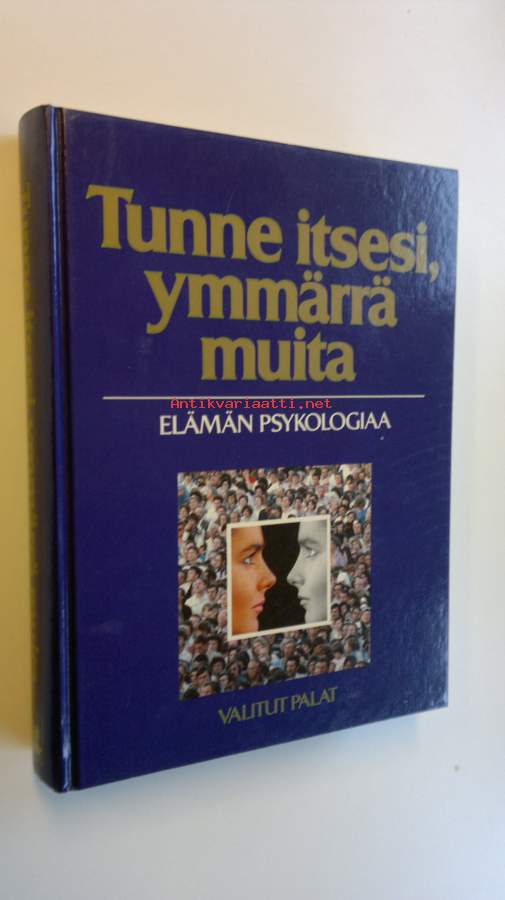 Tunne itsesi,
ymmärrä
muita
Antikvariaatti.net
ELÄMÄN PSYKOLOGIAA
VALITUT PALAT